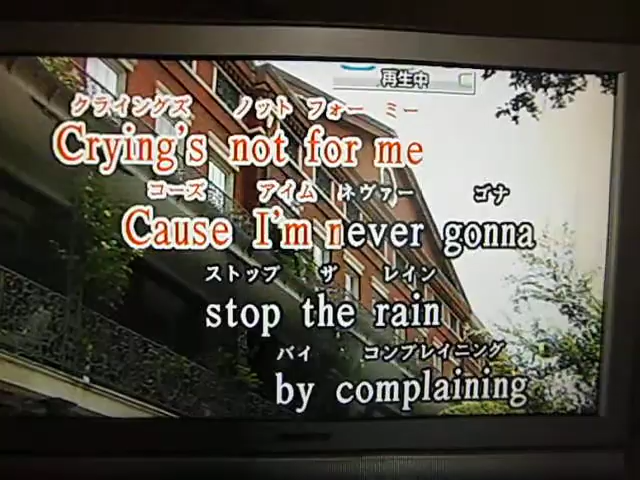 再生中
クライングズ ノット フォー ミー
Crying's not for me
コーズ アイム ネヴァー ゴナ
Cause I'm never gonna
ストップ ザ レイン
stop the rain
バイ コンプレイニング
by complaining